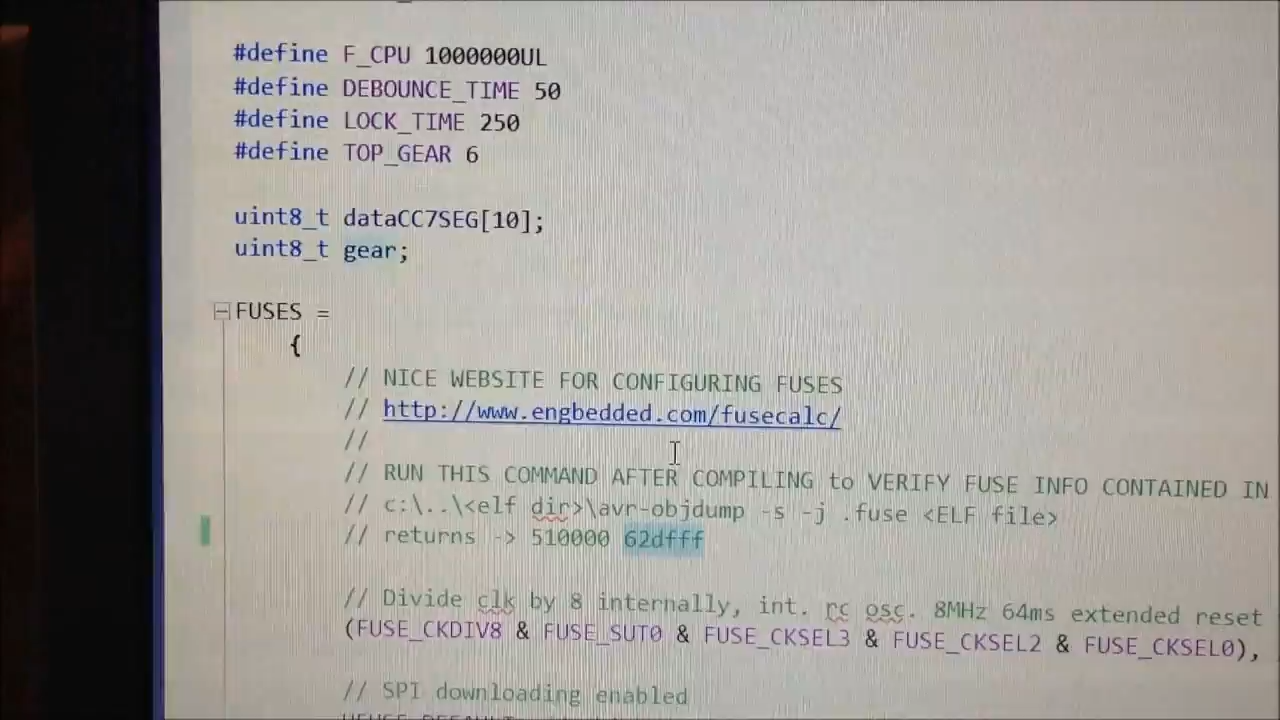 #define F_CPU 1000000UL
#define DEBOUNCE_TIME 50
#define LOCK_TIME 250
#define TOP_GEAR 6
uint8_t dataCC7SEG[10];
uint8_t gear;
FUSES =
{
// NICE WEBSITE FOR CONFIGURING FUSES
// http://www.engbedded.com/fusecalc/
//
// RUN THIS COMMAND AFTER COMPILING to VERIFY FUSE INFO CONTAINED IN
// c:\..\<elf dir>\avr-objdump -s -j .fuse <ELF file>
// returns -> 510000 62dfff
// Divide clk by 8 internally, int. rc osc. 8MHz 64ms extended reset
(FUSE_CKDIV8 & FUSE_SUT0 & FUSE_CKSEL3 & FUSE_CKSEL2 & FUSE_CKSEL0),
// SPI downloading enabled